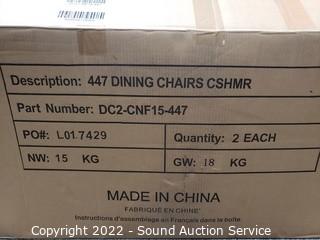 Description: 447 DINING CHAIRS CSHMR
Part Number: DC2-CNF15-447
PO#: L017429 Quantity: 2 EACH
NW: 15 KG GW: 18 KG
MADE IN CHINA
FABRIQUÉ EN CHINE
Instructions d'assemblage en Français dans la boîte.
Copyright 2022 - Sound Auction Services